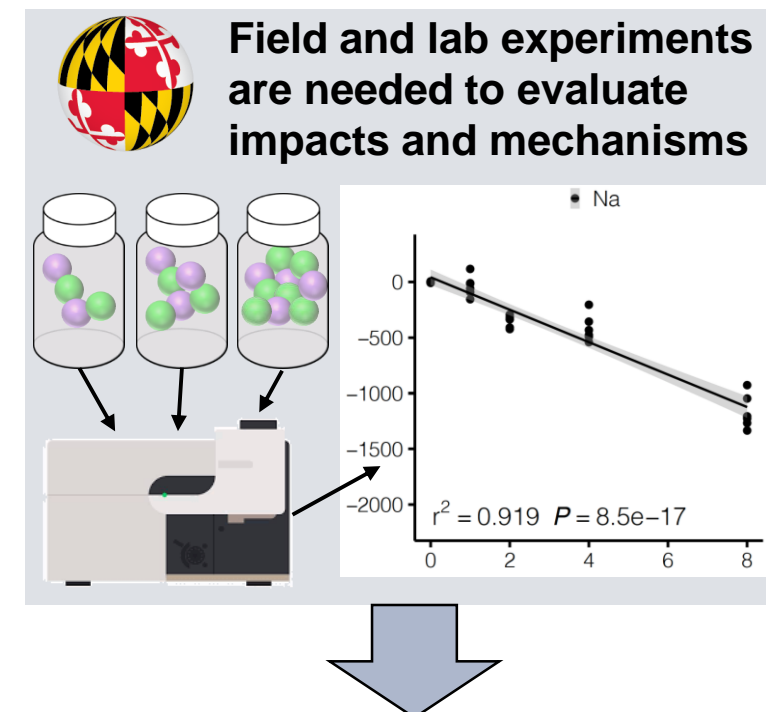 Field and lab experiments
are needed to evaluate
impacts and mechanisms
Na
0
−500
−1000
−1500
−2000
r² = 0.919 P = 8.5e−17
0 2 4 6 8